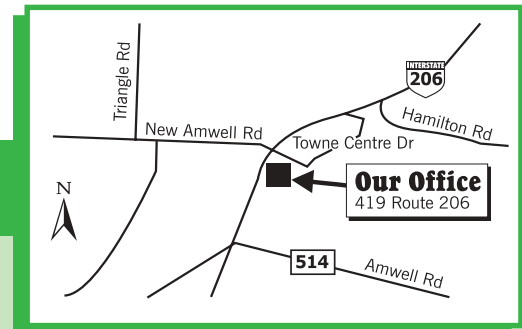 Triangle Rd
INTERSTATE
206
New Amwell Rd
Hamilton Rd
Towne Centre Dr
Our Office
419 Route 206
N
514
Amwell Rd